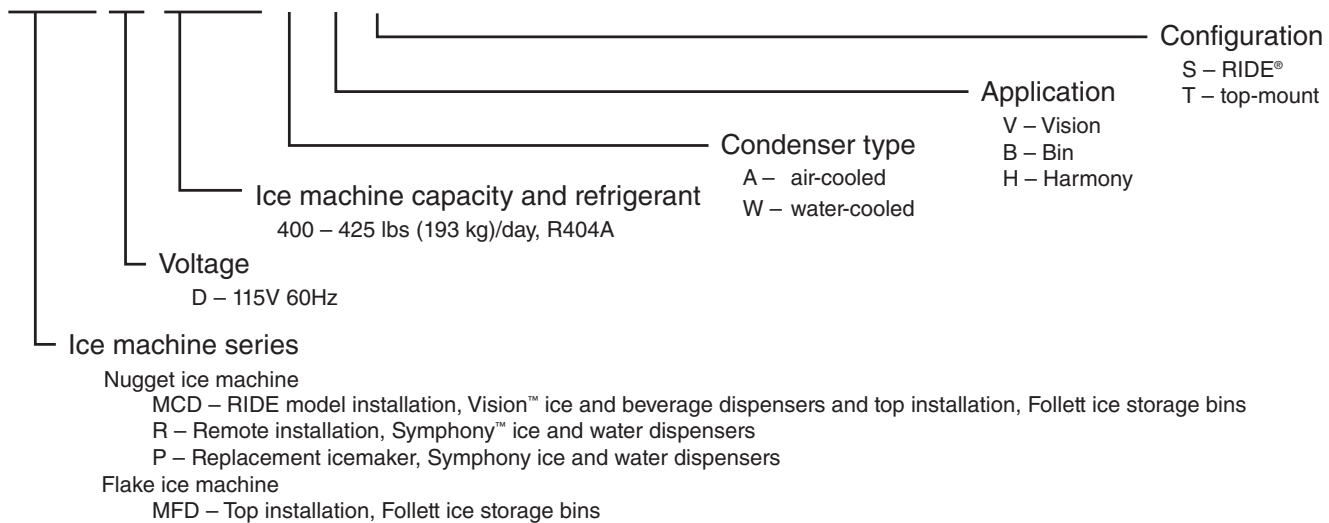 Configuration
S – RIDE®
T – top-mount
Application
V – Vision
B – Bin
H – Harmony
Condenser type
A – air-cooled
W – water-cooled
Ice machine capacity and refrigerant
400 – 425 lbs (193 kg)/day, R404A
Voltage
D – 115V 60Hz
Ice machine series
Nugget ice machine
MCD – RIDE model installation, Vision™ ice and beverage dispensers and top installation, Follett ice storage bins
R – Remote installation, Symphony™ ice and water dispensers
P – Replacement icemaker, Symphony ice and water dispensers
Flake ice machine
MFD – Top installation, Follett ice storage bins